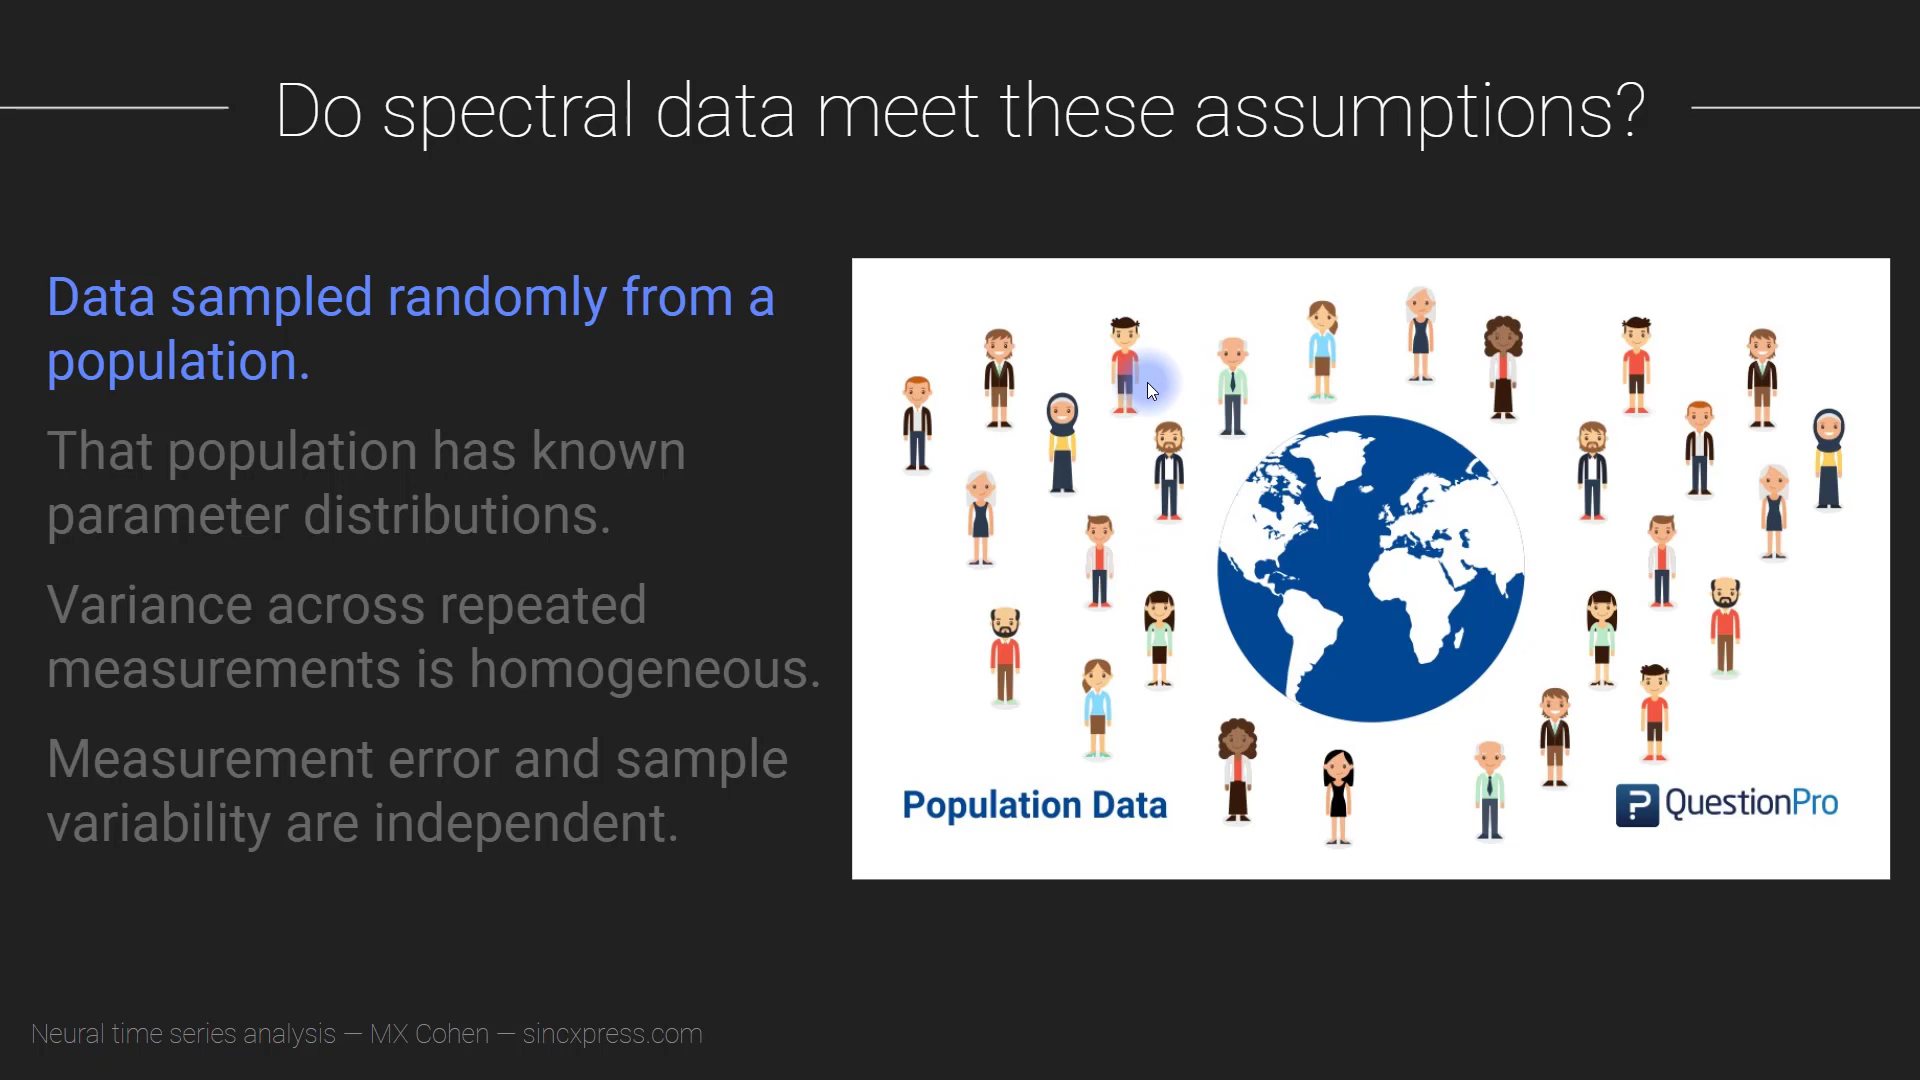 Do spectral data meet these assumptions?
Data sampled randomly from a
population.
That population has known
parameter distributions.
Variance across repeated
measurements is homogeneous.
Measurement error and sample
variability are independent.
Population Data
QuestionPro
Neural time series analysis — MX Cohen — sincxpress.com